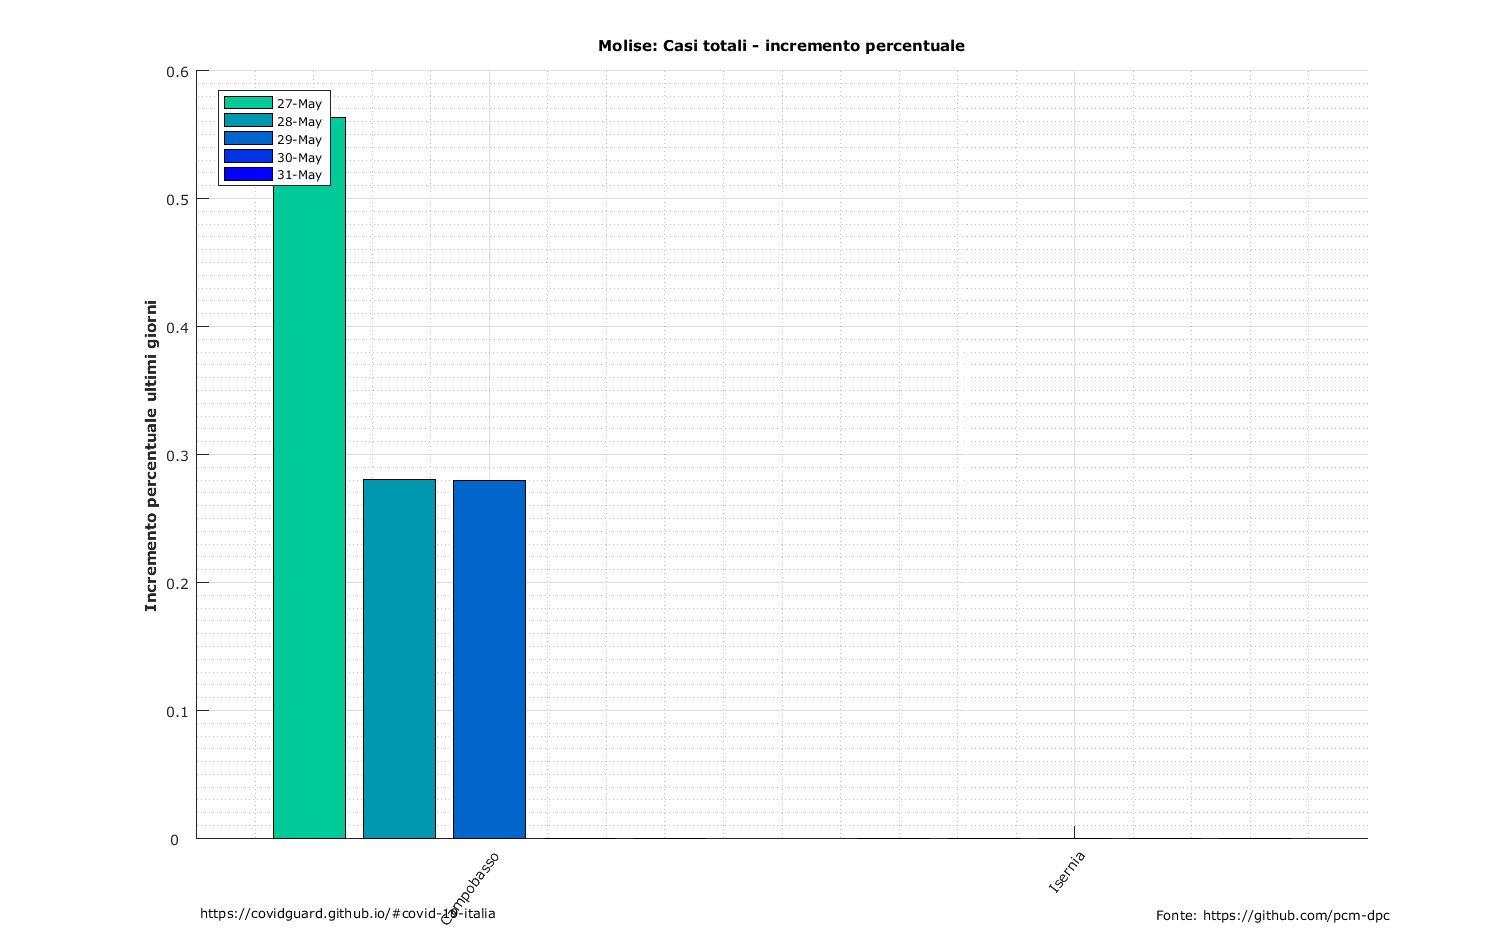 Molise: Casi totali - incremento percentuale
0.6
0.5
0.4
0.3
0.2
0.1
0
Incremento percentuale ultimi giorni
27-May
28-May
29-May
30-May
31-May
Campobasso
Isernia
https://covidguard.github.io/#covid-19-italia
Fonte: https://github.com/pcm-dpc